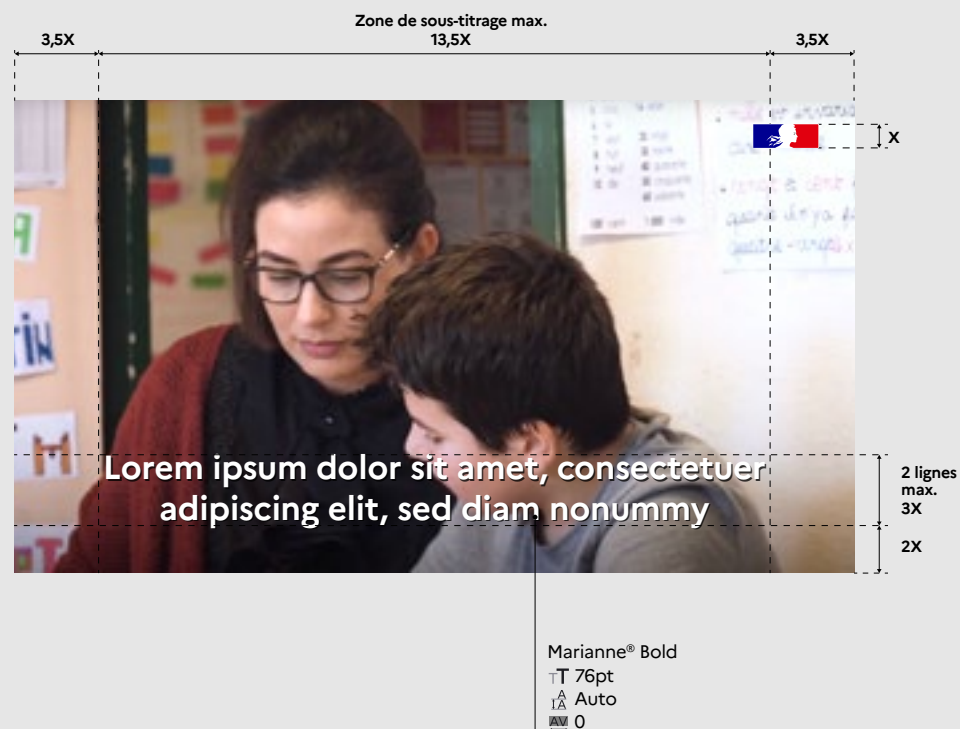 Zone de sous-titrage max.
3,5X
13,5X
3,5X
X
Lorem ipsum dolor sit amet, consectetuer
adipiscing elit, sed diam nonummy
2 lignes
max.
3X
2X
Marianne® Bold
76pt
Auto
AV 0